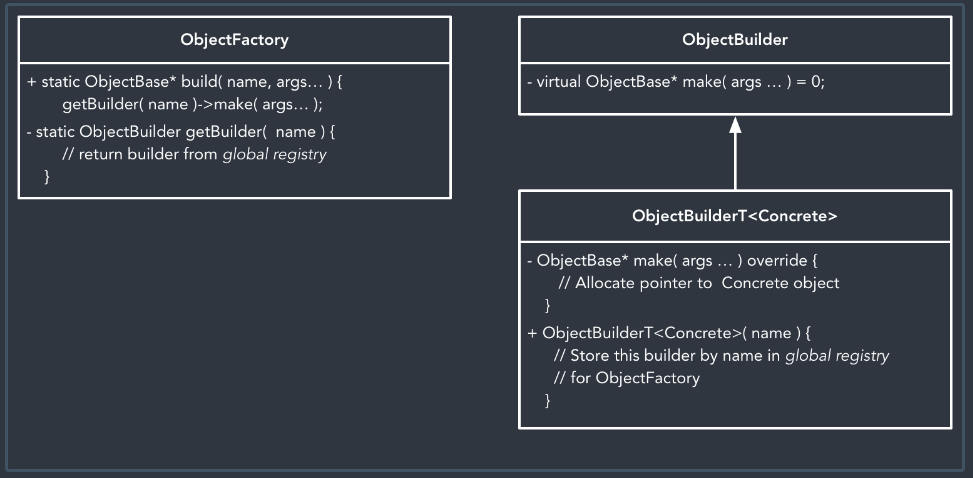 ObjectFactory
+ static ObjectBase* build( name, args... ) {
getBuilder( name )->make( args... );
- static ObjectBuilder getBuilder(  name ) {
// return builder from global registry
}
ObjectBuilder
- virtual ObjectBase* make( args ... ) = 0;
ObjectBuilderT<Concrete>
- ObjectBase* make( args ... ) override {
// Allocate pointer to  Concrete object
}
+ ObjectBuilderT<Concrete>( name ) {
// Store this builder by name in global registry
// for ObjectFactory
}